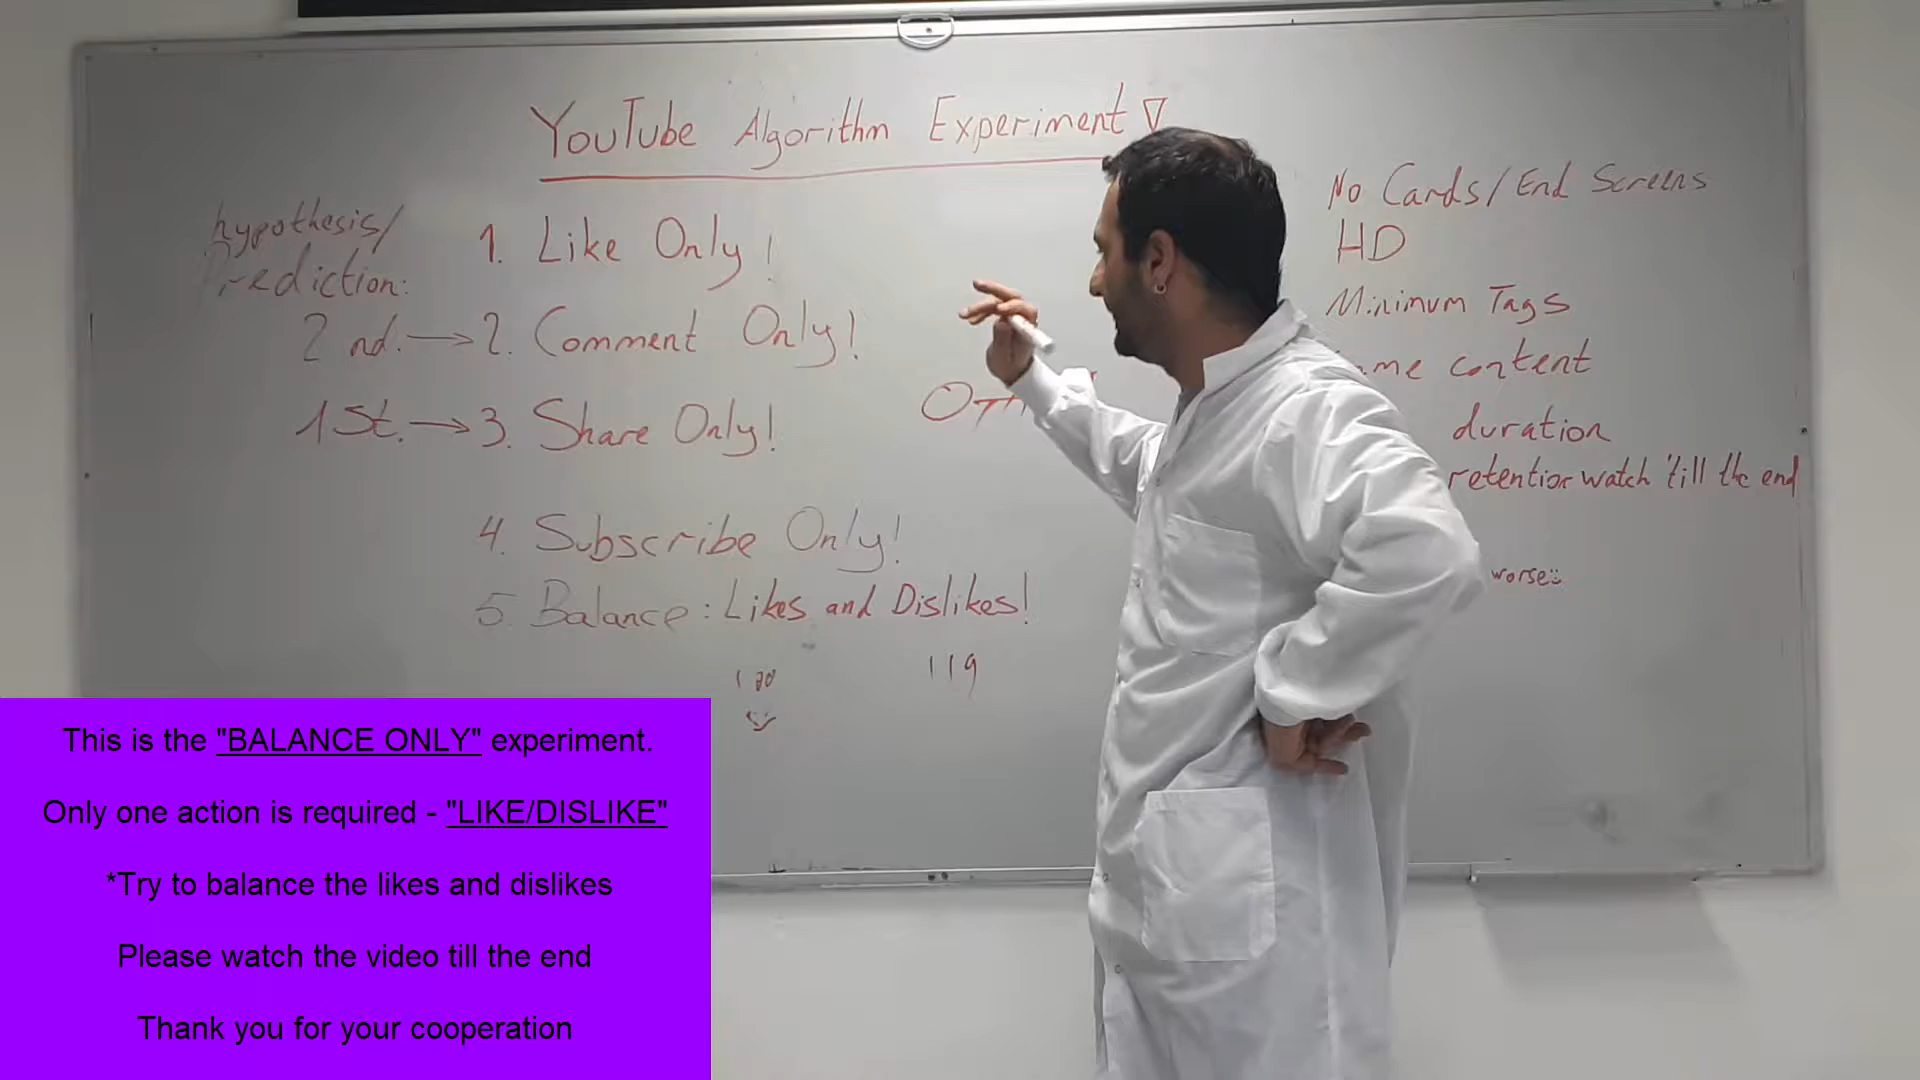 YouTube Algorithm Experiment
hypothesis/
Prediction:
1. Like Only!
2 nd. → 2. Comment Only!
1 St. → 3. Share Only!
4. Subscribe Only!
5. Balance: Likes and Dislikes!
119
No Cards/End Screens
HD
Minimum Tags
content
duration
retention watch 'till the end
worse
This is the "BALANCE ONLY" experiment.
Only one action is required - "LIKE/DISLIKE"
*Try to balance the likes and dislikes
Please watch the video till the end
Thank you for your cooperation